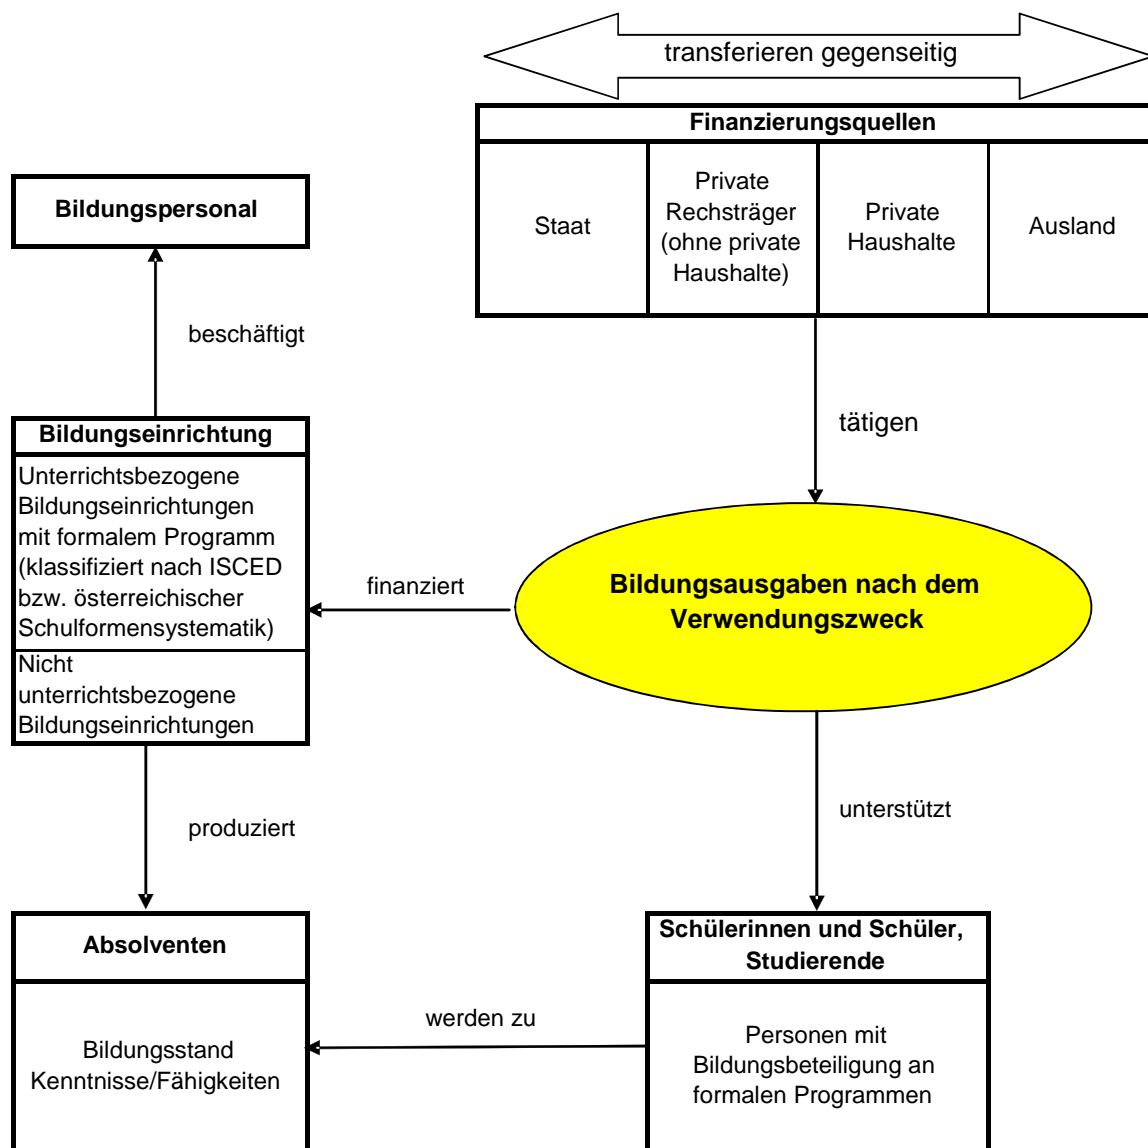 transferieren gegenseitig
Finanzierungsquellen
Staat
Private
Rechsträger
(ohne private
Haushalte)
Private
Haushalte
Ausland
Bildungspersonal
beschäftigt
tätigen
Bildungseinrichtung
Unterrichtsbezogene
Bildungseinrichtungen
mit formalem Programm
(klassifiziert nach ISCED
bzw. österreichischer
Schulformensystematik)
Nicht
unterrichtsbezogene
Bildungseinrichtungen
finanziert
Bildungsausgaben nach dem
Verwendungszweck
produziert
unterstützt
Absolventen
Bildungsstand
Kenntnisse/Fähigkeiten
werden zu
Schülerinnen und Schüler,
Studierende
Personen mit
Bildungsbeteiligung an
formalen Programmen